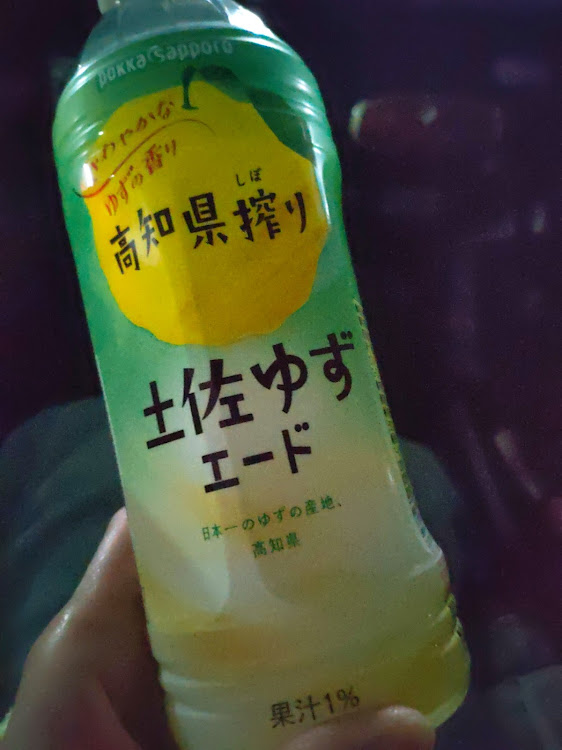 pokka sapporo
さわやかな
ゆずの香り
しぼ
高知県搾り
土佐ゆず
エード
日本一のゆずの産地、
高知県
果汁1%